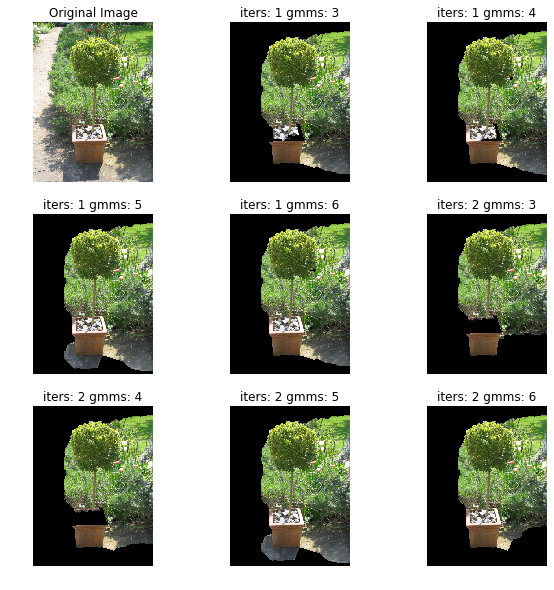 Original Image
iters: 1 gmms: 3
iters: 1 gmms: 4
iters: 1 gmms: 5
iters: 1 gmms: 6
iters: 2 gmms: 3
iters: 2 gmms: 4
iters: 2 gmms: 5
iters: 2 gmms: 6